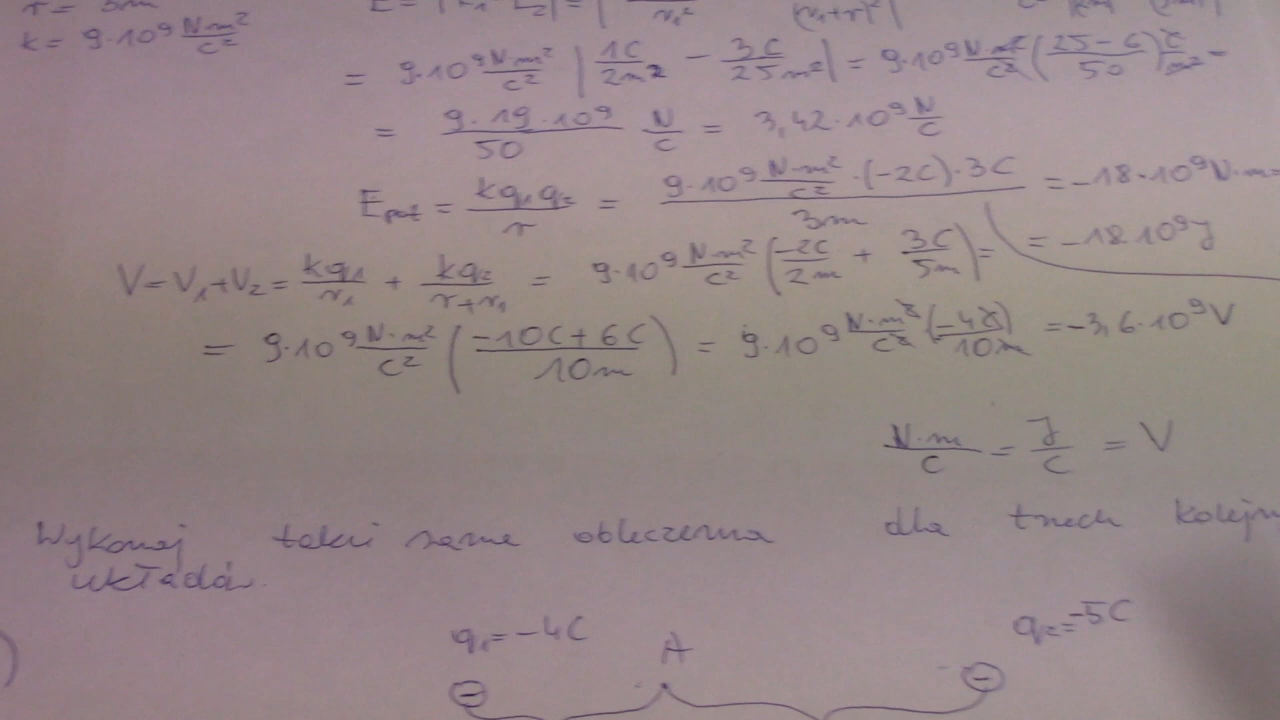 k = 9·10⁹ N·m²/C²
= 9·10⁹ N·m²/C² | 1C/2m² − 3C/25m² | = 9·10⁹ N·m²/C² (25−6/50) C/m² =
= 9·19·10⁹/50 N/C = 3,42·10⁹ N/C
E_pot = kq₁q₂/r = 9·10⁹ N·m²/C² ·(−2C)·3C / 3m = −18·10⁹ N·m =
= −18 10⁹ J
V = V₁+V₂ = kq₁/r₁ + kq₂/r+r₁ = 9·10⁹ N·m²/C² (−2C/2m + 3C/5m) =
= 9·10⁹ N·m²/C² (−10C+6C/10m) = 9·10⁹ N·m²/C² (−4C)/10m = −3,6·10⁹ V
N·m/C = J/C = V
Wykonaj takie same obliczenia dla trzech kolejn
układów.
q₁=−4C A q₂=−5C
⊖ ⊖